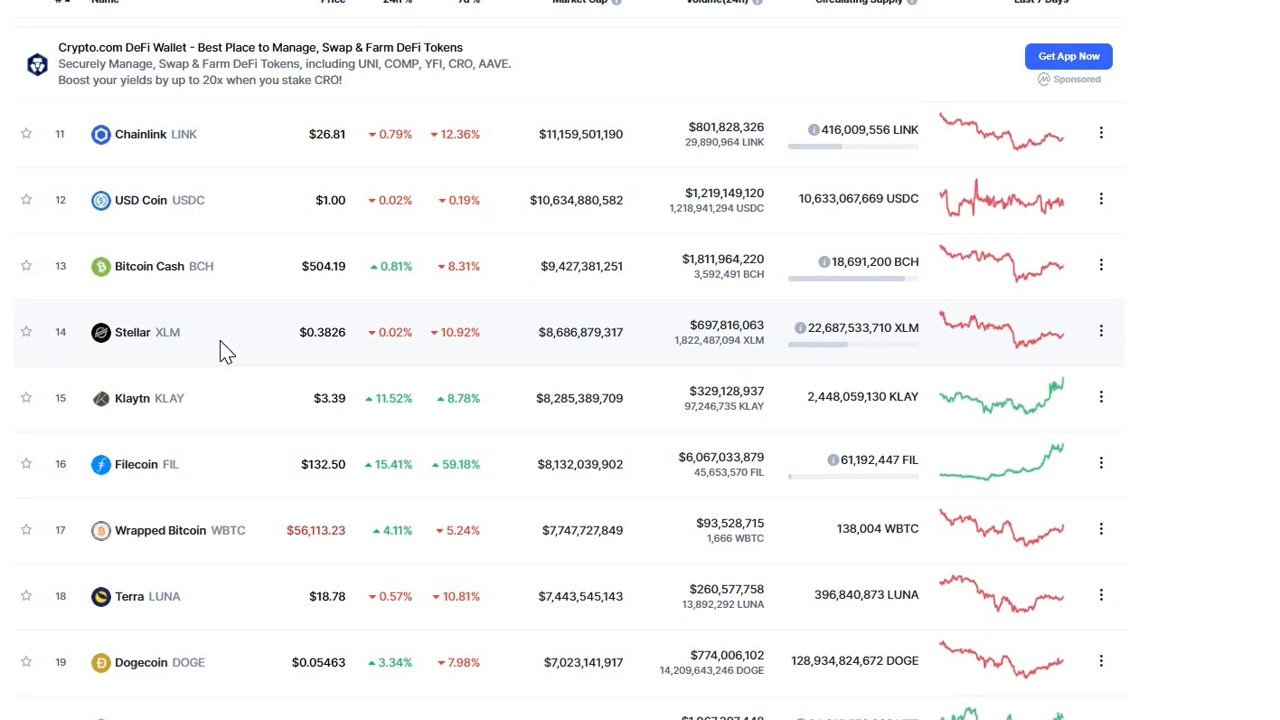 # Name Price 24h % 7d % Market Cap Volume(24h) Circulating Supply Last 7 Days
Crypto.com DeFi Wallet - Best Place to Manage, Swap & Farm DeFi Tokens
Securely Manage, Swap & Farm DeFi Tokens, including UNI, COMP, YFI, CRO, AAVE.
Boost your yields by up to 20x when you stake CRO!
Get App Now
Sponsored
11 Chainlink LINK $26.81 0.79% 12.36% $11,159,501,190 $801,828,326 416,009,556 LINK
29,890,964 LINK
12 USD Coin USDC $1.00 0.02% 0.19% $10,634,880,582 $1,219,149,120 10,633,067,669 USDC
1,218,941,294 USDC
13 Bitcoin Cash BCH $504.19 0.81% 8.31% $9,427,381,251 $1,811,964,220 18,691,200 BCH
3,592,491 BCH
14 Stellar XLM $0.3826 0.02% 10.92% $8,686,879,317 $697,816,063 22,687,533,710 XLM
1,822,487,094 XLM
15 Klaytn KLAY $3.39 11.52% 8.78% $8,285,389,709 $329,128,937 2,448,059,130 KLAY
97,246,735 KLAY
16 Filecoin FIL $132.50 15.41% 59.18% $8,132,039,902 $6,067,033,879 61,192,447 FIL
45,653,570 FIL
17 Wrapped Bitcoin WBTC $56,113.23 4.11% 5.24% $7,747,727,849 $93,528,715 138,004 WBTC
1,666 WBTC
18 Terra LUNA $18.78 0.57% 10.81% $7,443,545,143 $260,577,758 396,840,873 LUNA
13,892,292 LUNA
19 Dogecoin DOGE $0.05463 3.34% 7.98% $7,023,141,917 $774,006,102 128,934,824,672 DOGE
14,209,643,246 DOGE